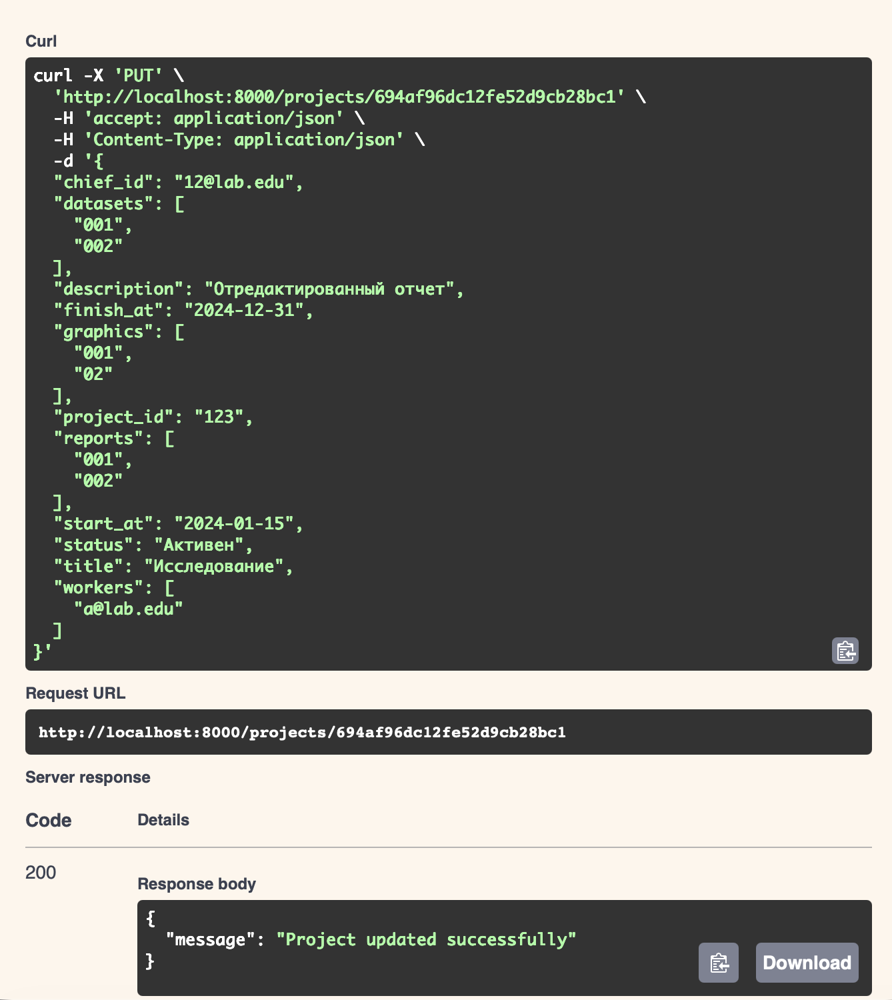 Curl
curl -X 'PUT' \
'http://localhost:8000/projects/694af96dc12fe52d9cb28bc1' \
-H 'accept: application/json' \
-H 'Content-Type: application/json' \
-d '{
"chief_id": "12@lab.edu",
"datasets": [
"001",
"002"
],
"description": "Отредактированный отчет",
"finish_at": "2024-12-31",
"graphics": [
"001",
"02"
],
"project_id": "123",
"reports": [
"001",
"002"
],
"start_at": "2024-01-15",
"status": "Активен",
"title": "Исследование",
"workers": [
"a@lab.edu"
]
}'
Request URL
http://localhost:8000/projects/694af96dc12fe52d9cb28bc1
Server response
Code Details
200
Response body
{
"message": "Project updated successfully"
}
Download